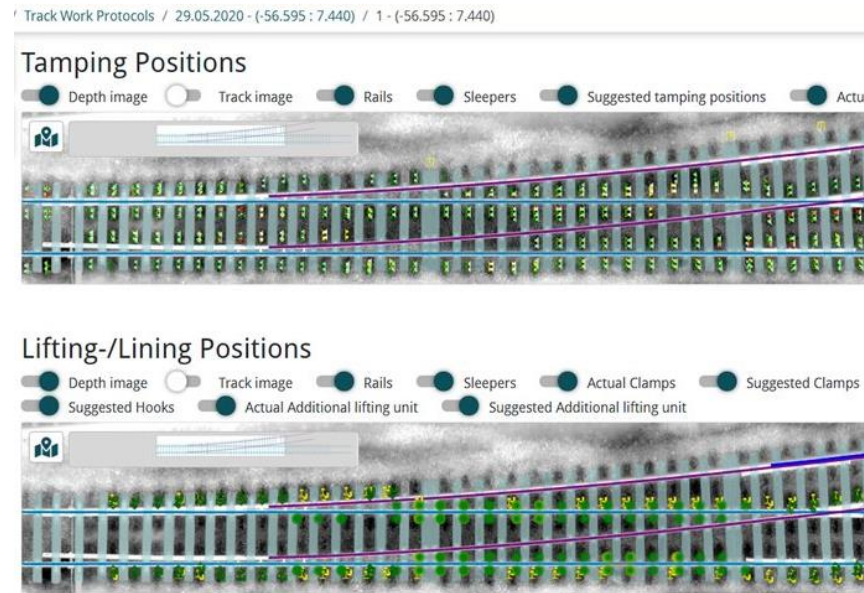 / Track Work Protocols / 29.05.2020 - (-56.595 : 7.440) / 1 - (-56.595 : 7.440)
Tamping Positions
Depth image Track image Rails Sleepers Suggested tamping positions Actu
Lifting-/Lining Positions
Depth image Track image Rails Sleepers Actual Clamps Suggested Clamps
Suggested Hooks Actual Additional lifting unit Suggested Additional lifting unit